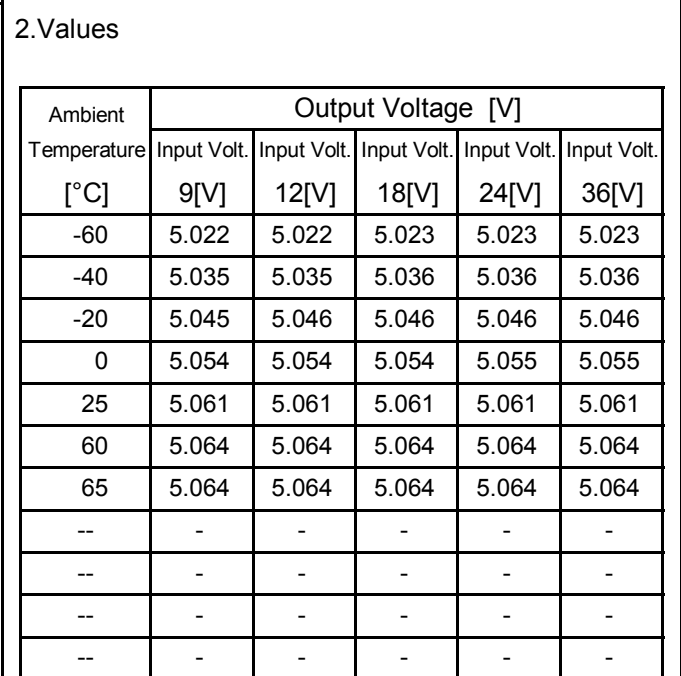 2.Values
Ambient Output Voltage [V]
Temperature Input Volt. Input Volt. Input Volt. Input Volt. Input Volt.
[°C] 9[V] 12[V] 18[V] 24[V] 36[V]
-60 5.022 5.022 5.023 5.023 5.023
-40 5.035 5.035 5.036 5.036 5.036
-20 5.045 5.046 5.046 5.046 5.046
0 5.054 5.054 5.054 5.055 5.055
25 5.061 5.061 5.061 5.061 5.061
60 5.064 5.064 5.064 5.064 5.064
65 5.064 5.064 5.064 5.064 5.064
-- - - - - -
-- - - - - -
-- - - - - -
-- - - - - -